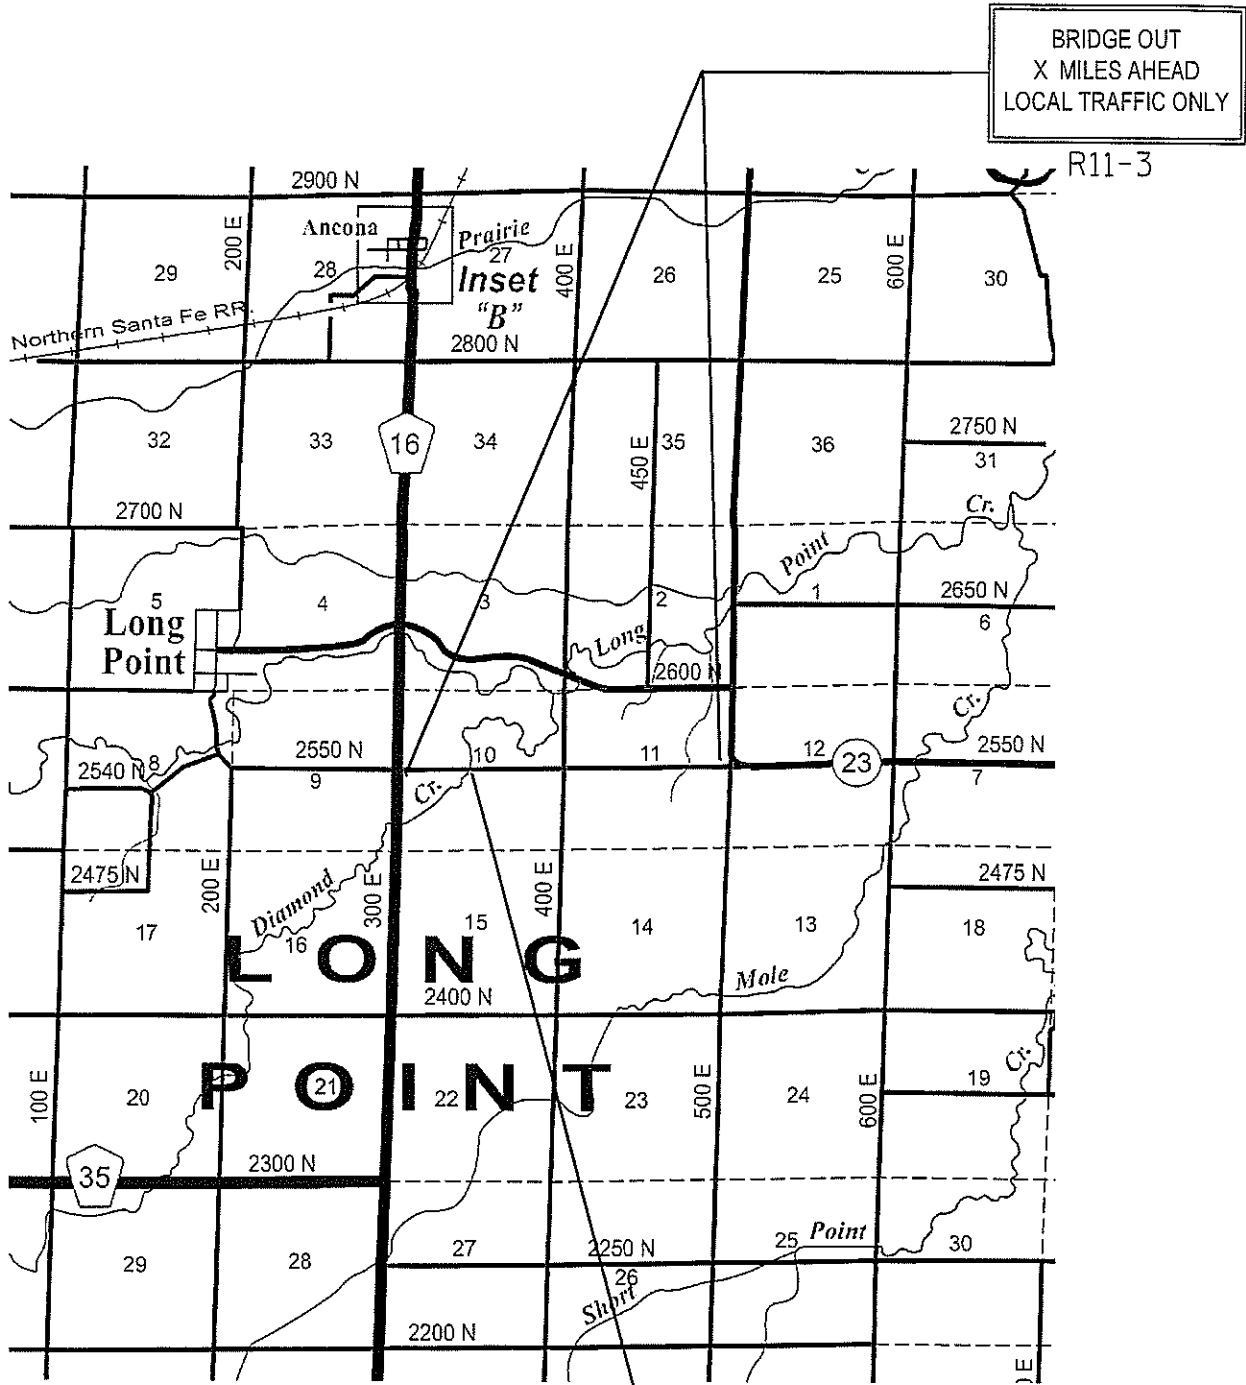 BRIDGE OUT
X MILES AHEAD
LOCAL TRAFFIC ONLY
R11-3
2900 N
Ancona
Prairie
200 E
29
28
27
400 E
26
25
600 E
30
Inset
"B"
Northern Santa Fe RR.
2800 N
32
33
16
34
450 E
35
36
2750 N
31
2700 N
Cr.
Point
5
4
3
2
1
2650 N
6
Long
Point
Long
2600 N
Cr.
8
2540 N
2550 N
9
10
11
12
23
2550 N
7
Cr.
2475 N
200 E
300 E
400 E
2475 N
Diamond
17
16
15
14
13
18
LONG
Mole
2400 N
Cr.
100 E
20
POINT
21
22
23
500 E
24
600 E
19
35
2300 N
29
28
27
2250 N
26
25
Point
30
Short
2200 N
0 E